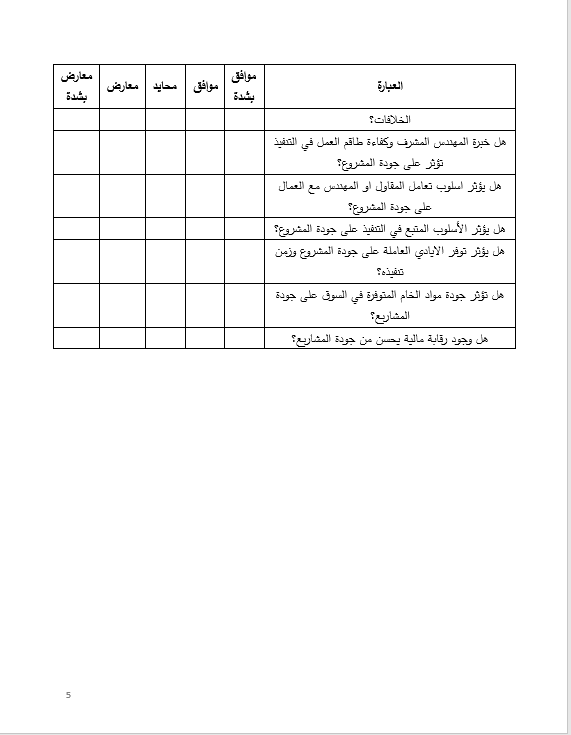 العبارة موافق بشدة موافق محايد معارض معارض بشدة
الخلافات؟
هل خبرة المهندس المشرف وكفاءة طاقم العمل في التنفيذ
تؤثر على جودة المشروع؟
هل يؤثر اسلوب تعامل المقاول او المهندس مع العمال
على جودة المشروع؟
هل يؤثر الأسلوب المتبع في التنفيذ على جودة المشروع؟
هل يؤثر توفر الايادي العاملة على جودة المشروع وزمن
تنفيذه؟
هل تؤثر جودة مواد الخام المتوفرة في السوق على جودة
المشاريع؟
هل وجود رقابة مالية يحسن من جودة المشاريع؟
5